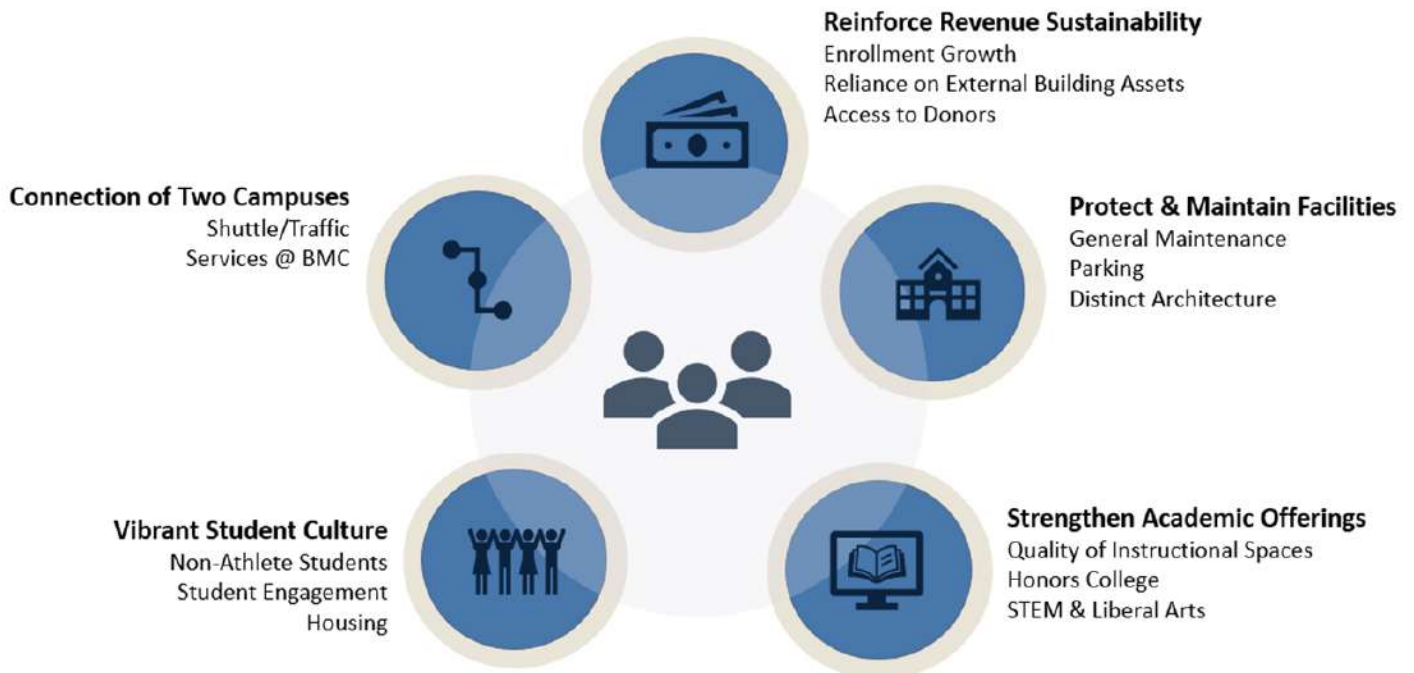 Reinforce Revenue Sustainability
Enrollment Growth
Reliance on External Building Assets
Access to Donors
Connection of Two Campuses
Shuttle/Traffic
Services @ BMC
Protect & Maintain Facilities
General Maintenance
Parking
Distinct Architecture
Vibrant Student Culture
Non-Athlete Students
Student Engagement
Housing
Strengthen Academic Offerings
Quality of Instructional Spaces
Honors College
STEM & Liberal Arts